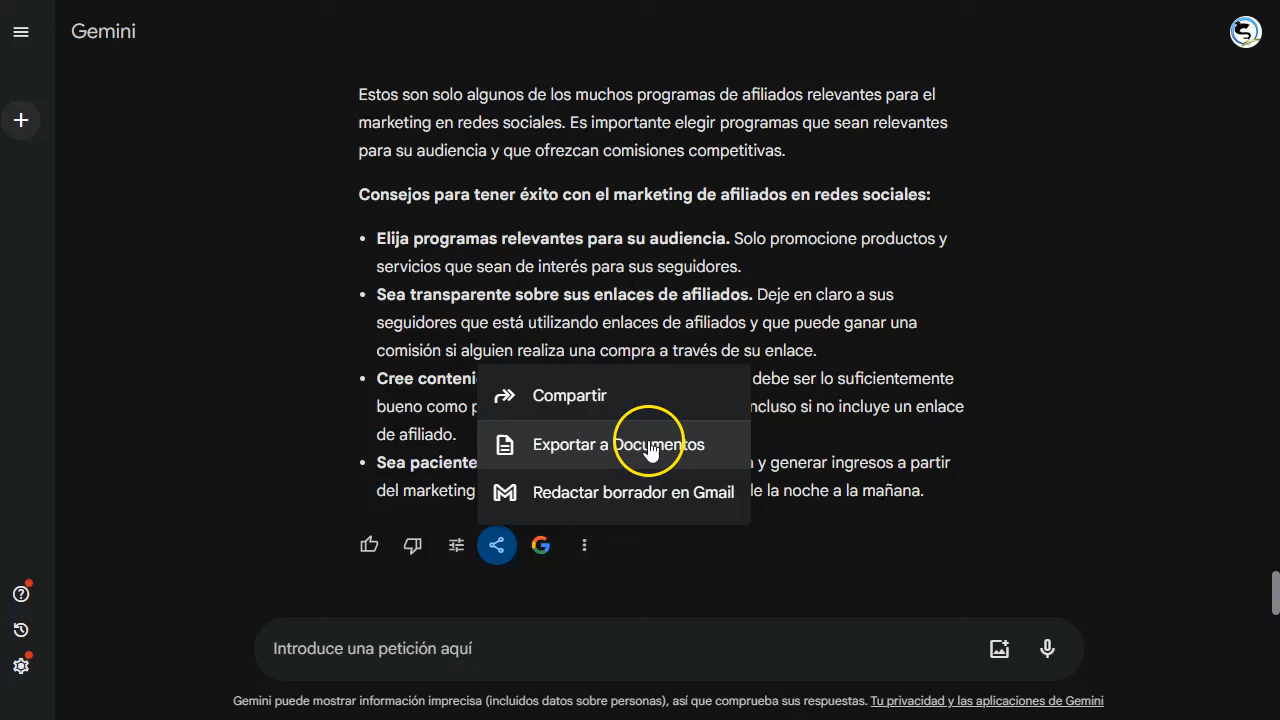 Gemini
Estos son solo algunos de los muchos programas de afiliados relevantes para el
marketing en redes sociales. Es importante elegir programas que sean relevantes
para su audiencia y que ofrezcan comisiones competitivas.
Consejos para tener éxito con el marketing de afiliados en redes sociales:
• Elija programas relevantes para su audiencia. Solo promocione productos y
servicios que sean de interés para sus seguidores.
• Sea transparente sobre sus enlaces de afiliados. Deje en claro a sus
seguidores que está utilizando enlaces de afiliados y que puede ganar una
comisión si alguien realiza una compra a través de su enlace.
• Cree debe ser lo suficientemente
bueno como incluso si no incluye un enlace
de afiliado.
• Sea paciente y generar ingresos a partir
del marketing de la noche a la mañana.
Compartir
Exportar a Documentos
Redactar borrador en Gmail
Introduce una petición aquí
Gemini puede mostrar información imprecisa (incluidos datos sobre personas), así que comprueba sus respuestas. Tu privacidad y las aplicaciones de Gemini